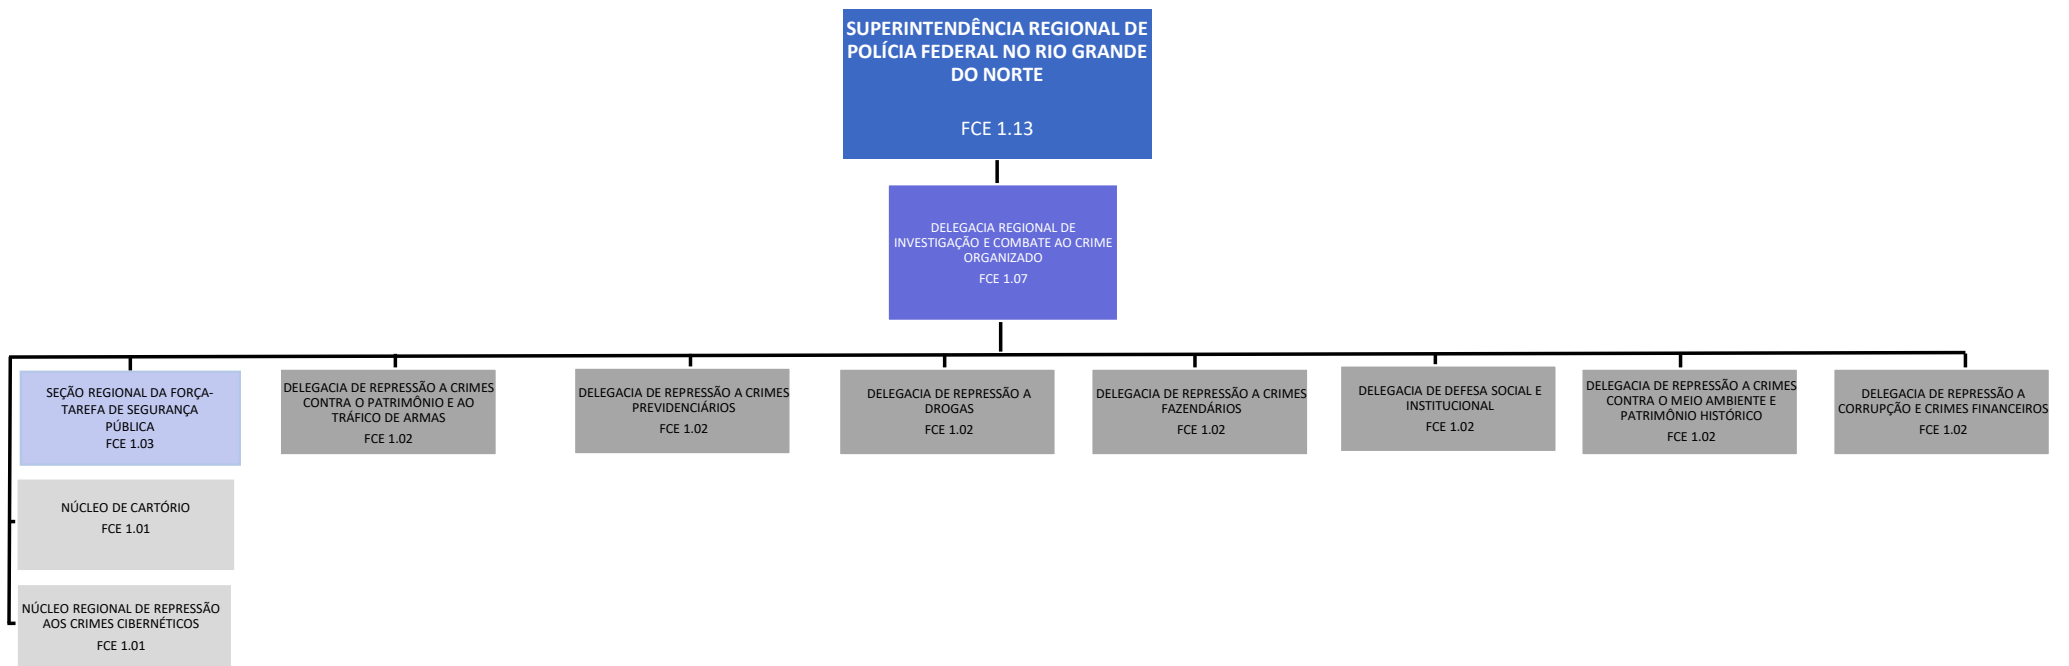 SUPERINTENDÊNCIA REGIONAL DE
POLÍCIA FEDERAL NO RIO GRANDE
DO NORTE
FCE 1.13
DELEGACIA REGIONAL DE
INVESTIGAÇÃO E COMBATE AO CRIME
ORGANIZADO
FCE 1.07
SEÇÃO REGIONAL DA FORÇA-
TAREFA DE SEGURANÇA
PÚBLICA
FCE 1.03
DELEGACIA DE REPRESSÃO A CRIMES
CONTRA O PATRIMÔNIO E AO
TRÁFICO DE ARMAS
FCE 1.02
DELEGACIA DE REPRESSÃO A CRIMES
PREVIDENCIÁRIOS
FCE 1.02
DELEGACIA DE REPRESSÃO A
DROGAS
FCE 1.02
DELEGACIA DE REPRESSÃO A CRIMES
FAZENDÁRIOS
FCE 1.02
DELEGACIA DE DEFESA SOCIAL E
INSTITUCIONAL
FCE 1.02
DELEGACIA DE REPRESSÃO A CRIMES
CONTRA O MEIO AMBIENTE E
PATRIMÔNIO HISTÓRICO
FCE 1.02
DELEGACIA DE REPRESSÃO A
CORRUPÇÃO E CRIMES FINANCEIROS
FCE 1.02
NÚCLEO DE CARTÓRIO
FCE 1.01
NÚCLEO REGIONAL DE REPRESSÃO
AOS CRIMES CIBERNÉTICOS
FCE 1.01